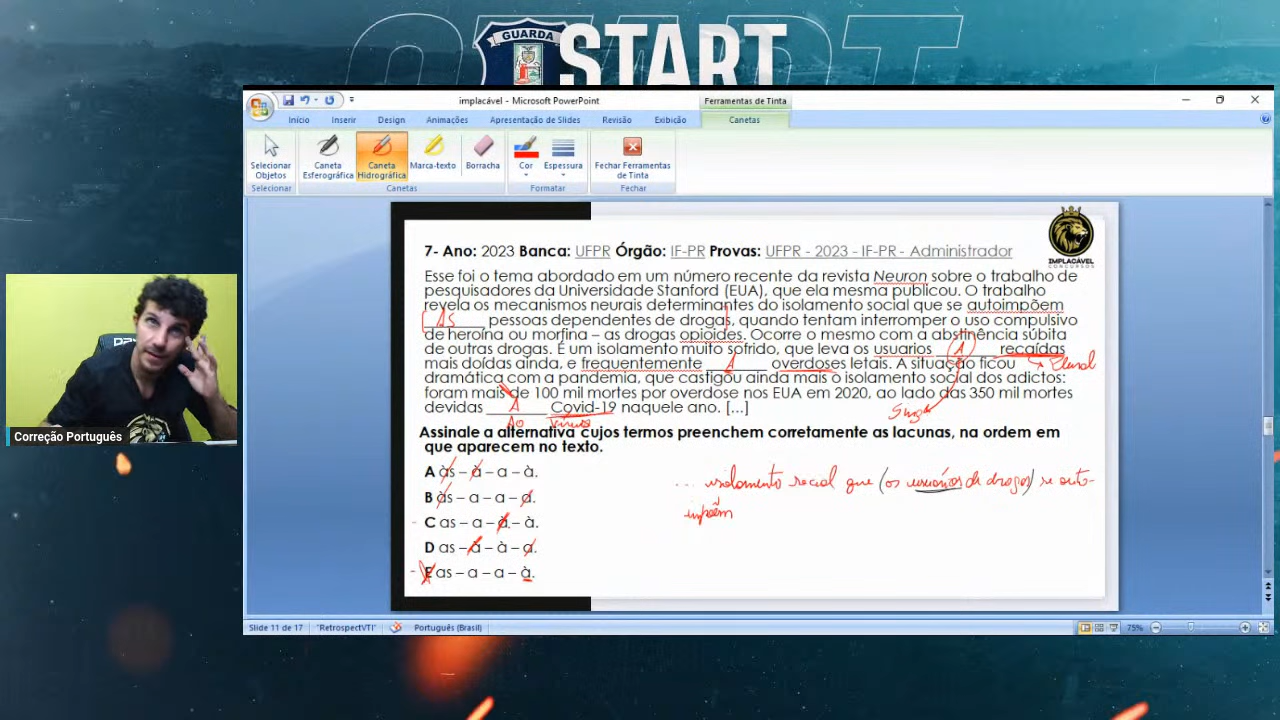 GUARDA
START
implacável - Microsoft PowerPoint
Ferramentas de Tinta
Início Inserir Design Animações Apresentação de Slides Revisão Exibição Canetas
Selecionar Objetos
Caneta Esferográfica
Caneta Hidrográfica
Marca-texto
Borracha
Cor
Espessura
Fechar Ferramentas de Tinta
Selecionar Canetas Formatar Fechar
IMPLACÁVEL
CONCURSOS
7- Ano: 2023 Banca: UFPR Órgão: IF-PR Provas: UFPR - 2023 - IF-PR - Administrador
Esse foi o tema abordado em um número recente da revista Neuron sobre o trabalho de
pesquisadores da Universidade Stanford (EUA), que ela mesma publicou. O trabalho
revela os mecanismos neurais determinantes do isolamento social que se autoimpõem
AS pessoas dependentes de drogas, quando tentam interromper o uso compulsivo
de heroína ou morfina – as drogas opioides. Ocorre o mesmo com a abstinência súbita
de outras drogas. É um isolamento muito sofrido, que leva os usuarios A recaídas
mais doídas ainda, e frequentemente A overdoses letais. A situação ficou
Plural
dramática com a pandemia, que castigou ainda mais o isolamento social dos adictos:
foram mais de 100 mil mortes por overdose nos EUA em 2020, ao lado das 350 mil mortes
devidas À Covid-19 naquele ano. [...]
Sing
Ao vírus
Assinale a alternativa cujos termos preenchem corretamente as lacunas, na ordem em
que aparecem no texto.
A às – à – a – à.
B às – a – a – a.
C as – a – à – à.
D as – à – à – a.
E as – a – a – à.
... isolamento social que (os usuários de drogas) se auto-
impõem
Correção Português
Slide 11 de 17 "RetrospectVTI" Português (Brasil) 75%